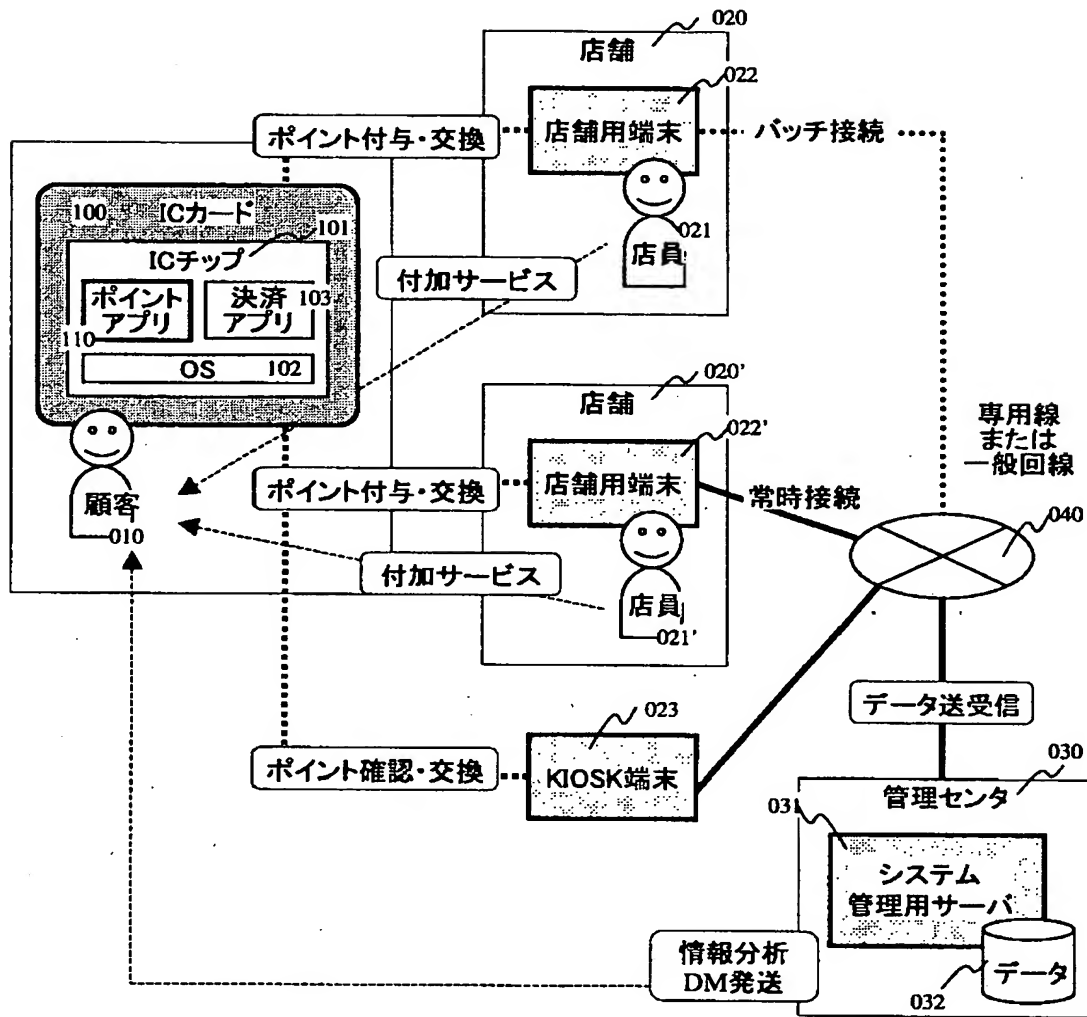 020
店舗
022
店舗用端末
バッチ接続
ポイント付与・交換
021
店員
100
ICカード
101
ICチップ
ポイント
アプリ
110
決済
アプリ
103
OS
102
付加サービス
顧客
010
020'
店舗
022'
店舗用端末
ポイント付与・交換
常時接続
専用線
または
一般回線
040
付加サービス
店員
021'
データ送受信
023
ポイント確認・交換
KIOSK端末
030
管理センタ
031
システム
管理用サーバ
情報分析
DM発送
032
データ